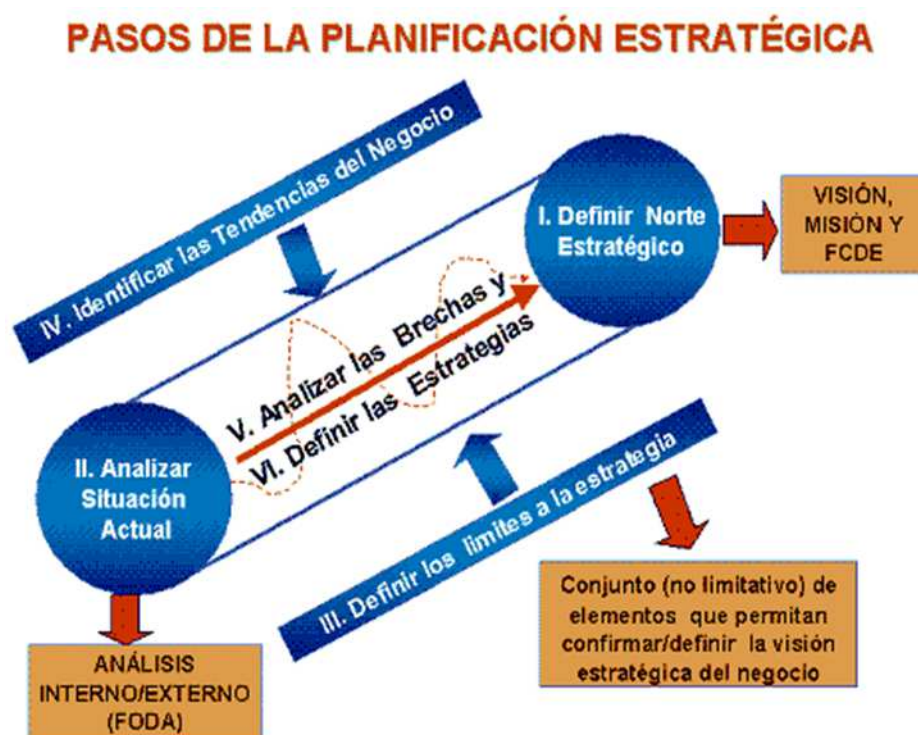 PASOS DE LA PLANIFICACIÓN ESTRATÉGICA
IV. Identificar las Tendencias del Negocio
I. Definir Norte
Estratégico
VISIÓN,
MISIÓN Y
FCDE
V. Analizar las Brechas y
VI. Definir las Estrategias
II. Analizar
Situación
Actual
III. Definir los limites a la estrategia
ANÁLISIS
INTERNO/EXTERNO
(FODA)
Conjunto (no limitativo) de
elementos que permitan
confirmar/definir la visión
estratégica del negocio